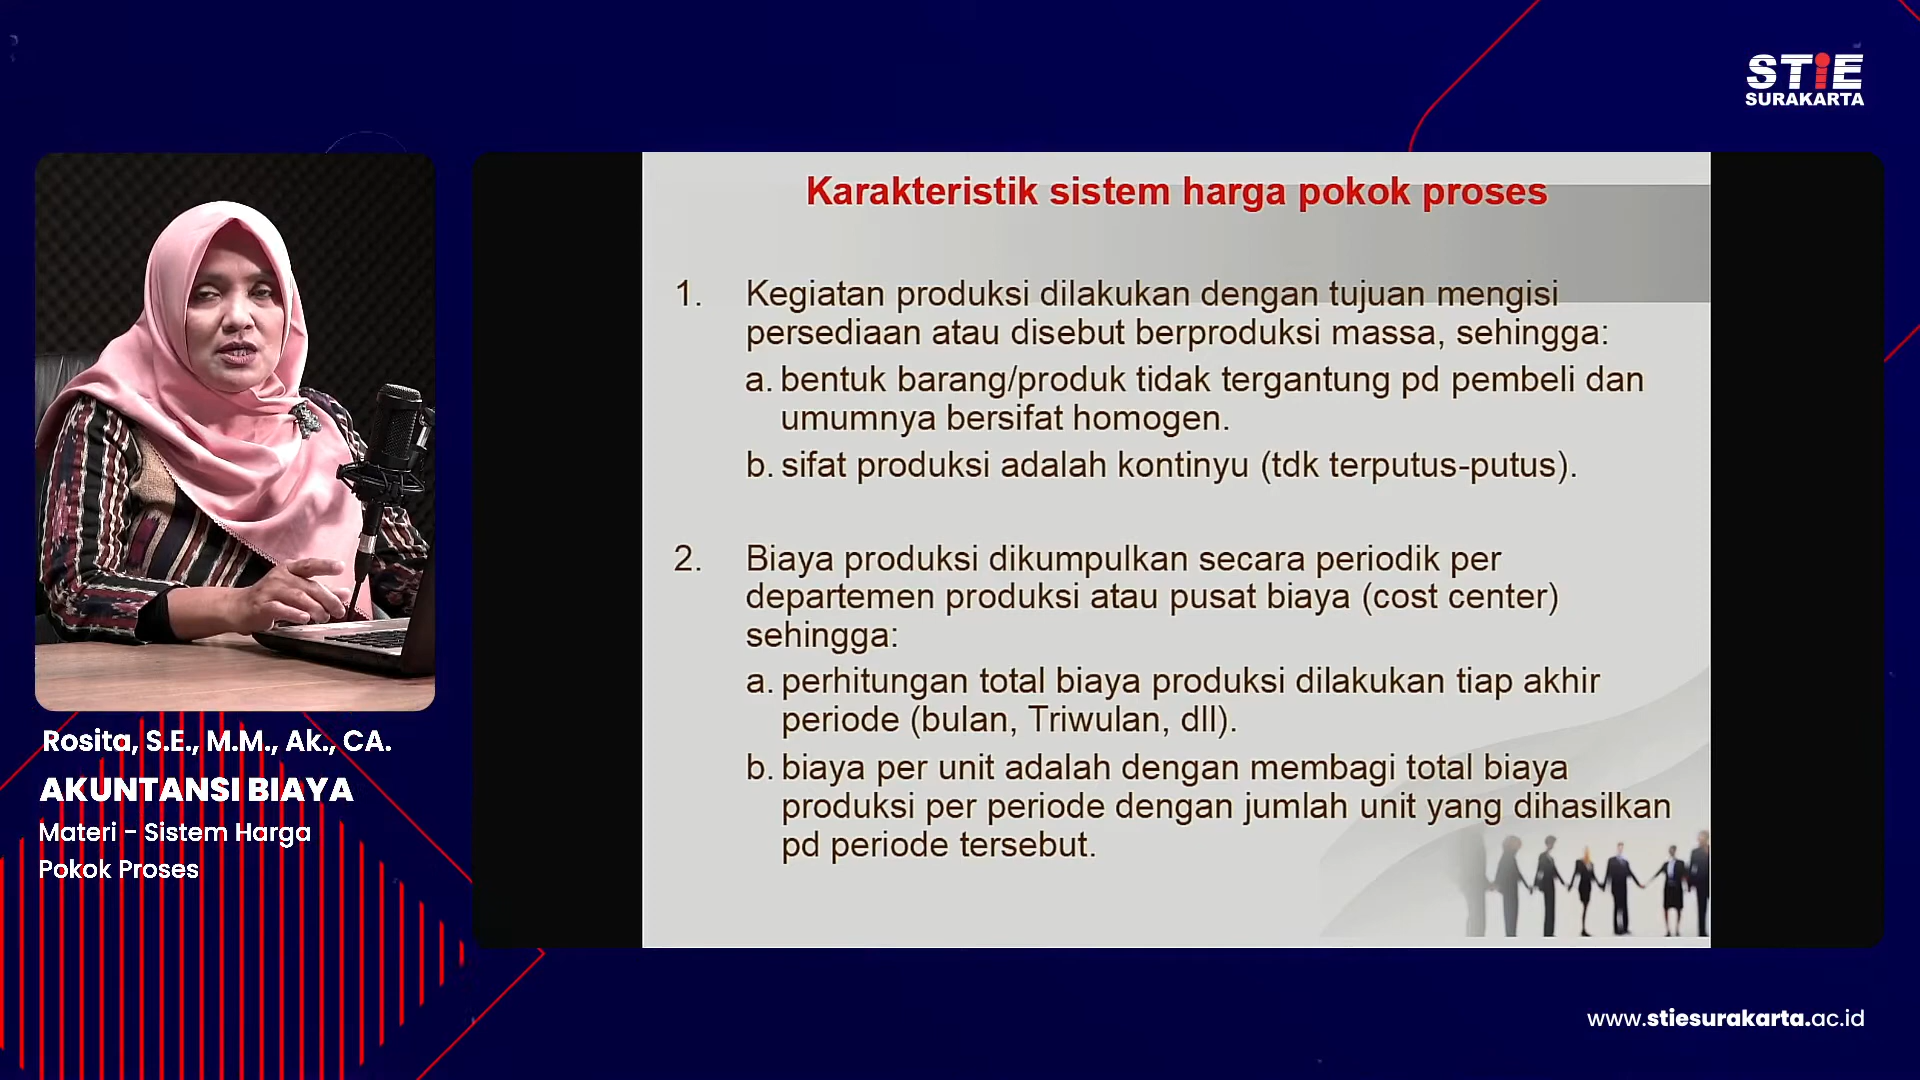 STiE
SURAKARTA
Karakteristik sistem harga pokok proses
1. Kegiatan produksi dilakukan dengan tujuan mengisi
persediaan atau disebut berproduksi massa, sehingga:
a. bentuk barang/produk tidak tergantung pd pembeli dan
umumnya bersifat homogen.
b. sifat produksi adalah kontinyu (tdk terputus-putus).
2. Biaya produksi dikumpulkan secara periodik per
departemen produksi atau pusat biaya (cost center)
sehingga:
a. perhitungan total biaya produksi dilakukan tiap akhir
periode (bulan, Triwulan, dll).
b. biaya per unit adalah dengan membagi total biaya
produksi per periode dengan jumlah unit yang dihasilkan
pd periode tersebut.
Rosita, S.E., M.M., Ak., CA.
AKUNTANSI BIAYA
Materi - Sistem Harga
Pokok Proses
www.stiesurakarta.ac.id